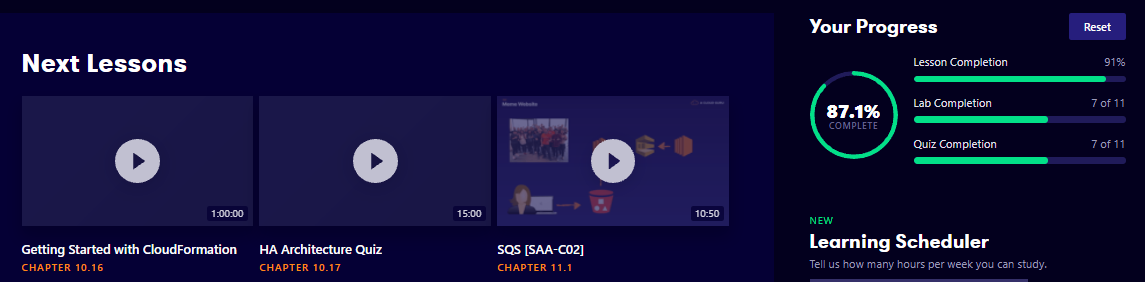 Next Lessons
Meme Website
A CLOUD GURU
1:00:00
15:00
10:50
Getting Started with CloudFormation
CHAPTER 10.16
HA Architecture Quiz
CHAPTER 10.17
SQS [SAA-C02]
CHAPTER 11.1
Your Progress
Reset
87.1%
COMPLETE
Lesson Completion
91%
Lab Completion
7 of 11
Quiz Completion
7 of 11
NEW
Learning Scheduler
Tell us how many hours per week you can study.